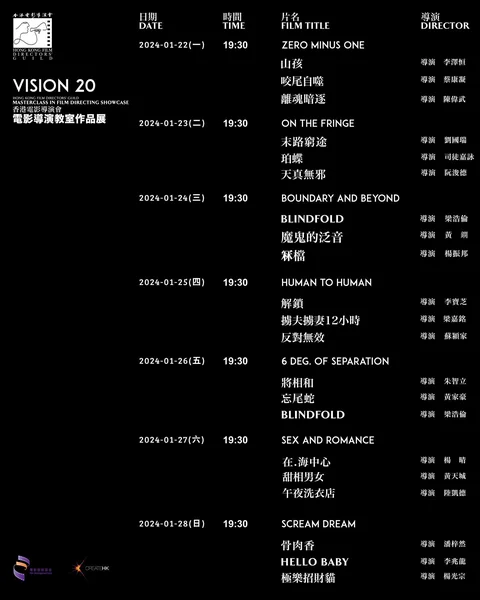 香港電影導演會
HONG KONG FILM
DIRECTORS'
GUILD
VISION 20
HONG KONG FILM DIRECTORS' GUILD
MASTERCLASS IN FILM DIRECTING SHOWCASE
香港電影導演會
電影導演教室作品展
日期 時間 片名 導演
DATE TIME FILM TITLE DIRECTOR
2024-01-22(一) 19:30 ZERO MINUS ONE
山孩 導演 李澤恒
咬尾自噬 導演 蔡康凝
離魂暗逐 導演 陳偉武
2024-01-23(二) 19:30 ON THE FRINGE
末路窮途 導演 劉國瑞
珀蝶 導演 司徒嘉詠
天真無邪 導演 阮浚德
2024-01-24(三) 19:30 BOUNDARY AND BEYOND
BLINDFOLD 導演 梁浩倫
魔鬼的泛音 導演 黃
冧檔 導演 楊振邦
2024-01-25(四) 19:30 HUMAN TO HUMAN
解鎖 導演 李寶芝
擄夫擄妻12小時 導演 梁嘉銘
反對無效 導演 蘇穎家
2024-01-26(五) 19:30 6 DEG. OF SEPARATION
將相和 導演 朱智立
忘尾蛇 導演 黃家豪
BLINDFOLD 導演 梁浩倫
2024-01-27(六) 19:30 SEX AND ROMANCE
在.海中心 導演 楊 晴
甜相男女 導演 黃天城
午夜洗衣店 導演 陸凱德
2024-01-28(日) 19:30 SCREAM DREAM
骨肉香 導演 潘梓然
HELLO BABY 導演 李兆龍
極樂招財貓 導演 楊光宗
CREATEHK